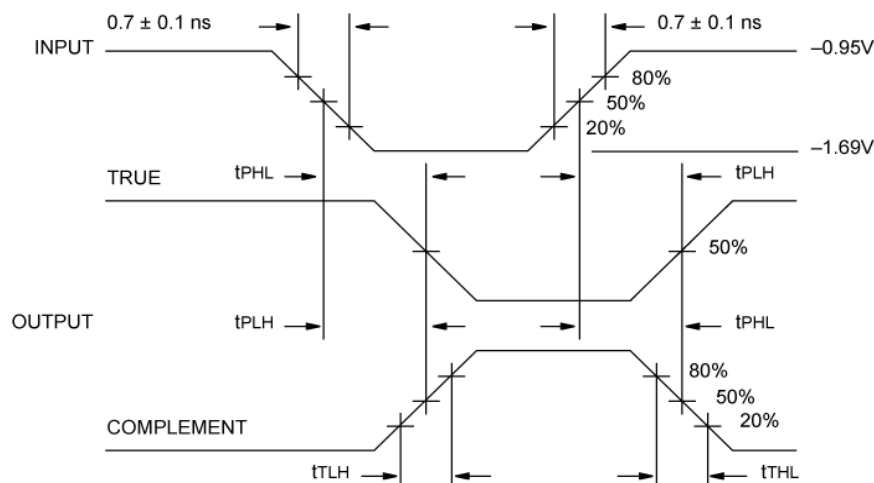 0.7 ± 0.1 ns 0.7 ± 0.1 ns
INPUT –0.95V
80%
50%
20%
–1.69V
tPHL tPLH
TRUE
50%
OUTPUT tPLH tPHL
80%
50%
COMPLEMENT 20%
tTLH tTHL